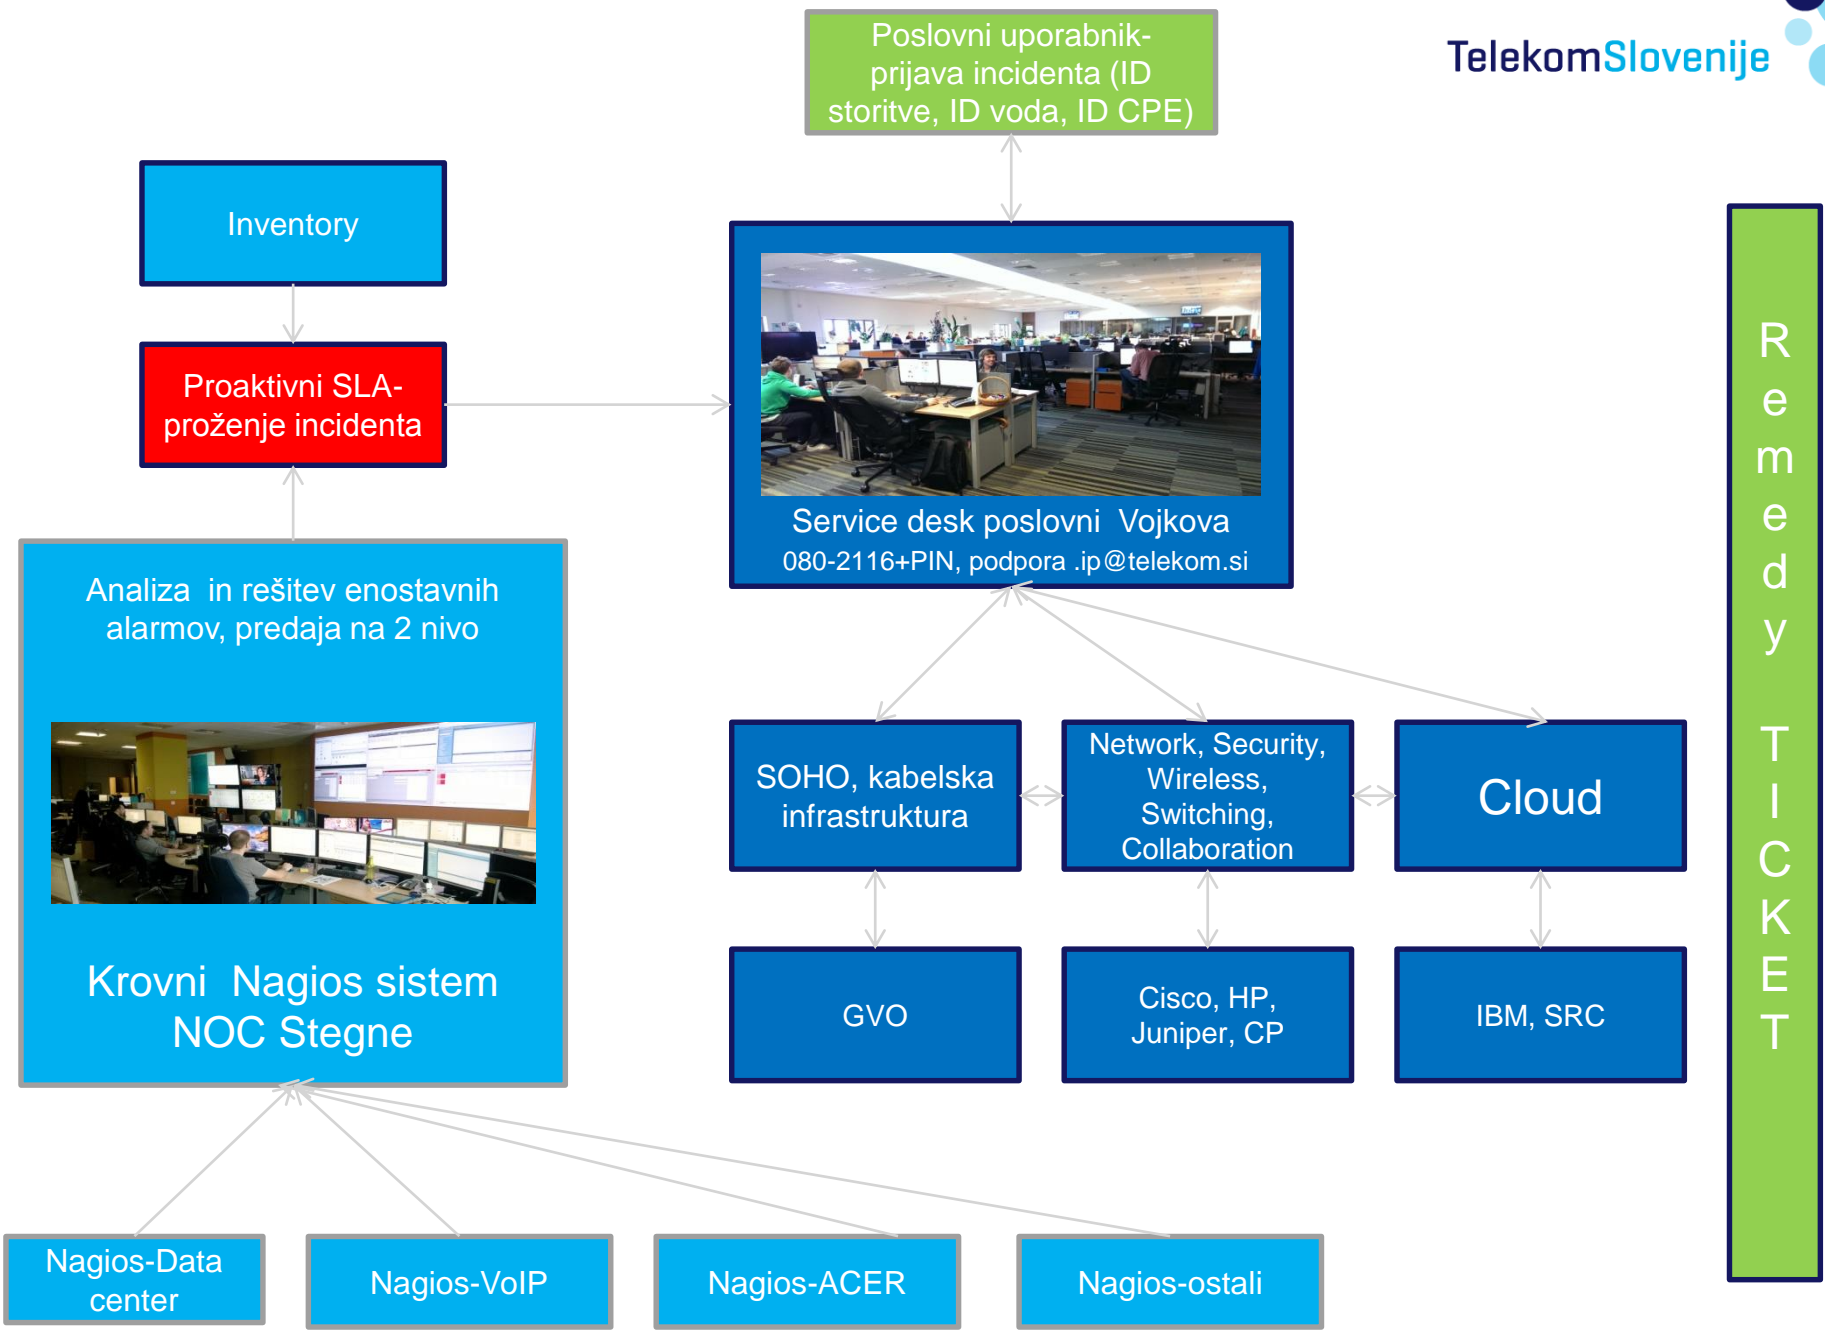 Poslovni uporabnik-
prijava incidenta (ID
storitve, ID voda, ID CPE)
TelekomSlovenije
Inventory
Proaktivni SLA-
proženje incidenta
Service desk poslovni  Vojkova
080-2116+PIN, podpora .ip@telekom.si
Analiza  in rešitev enostavnih
alarmov, predaja na 2 nivo
Krovni  Nagios sistem
NOC Stegne
SOHO, kabelska
infrastruktura
Network, Security,
Wireless,
Switching,
Collaboration
Cloud
GVO
Cisco, HP,
Juniper, CP
IBM, SRC
Nagios-Data
center
Nagios-VoIP
Nagios-ACER
Nagios-ostali
R
e
m
e
d
y
T
I
C
K
E
T